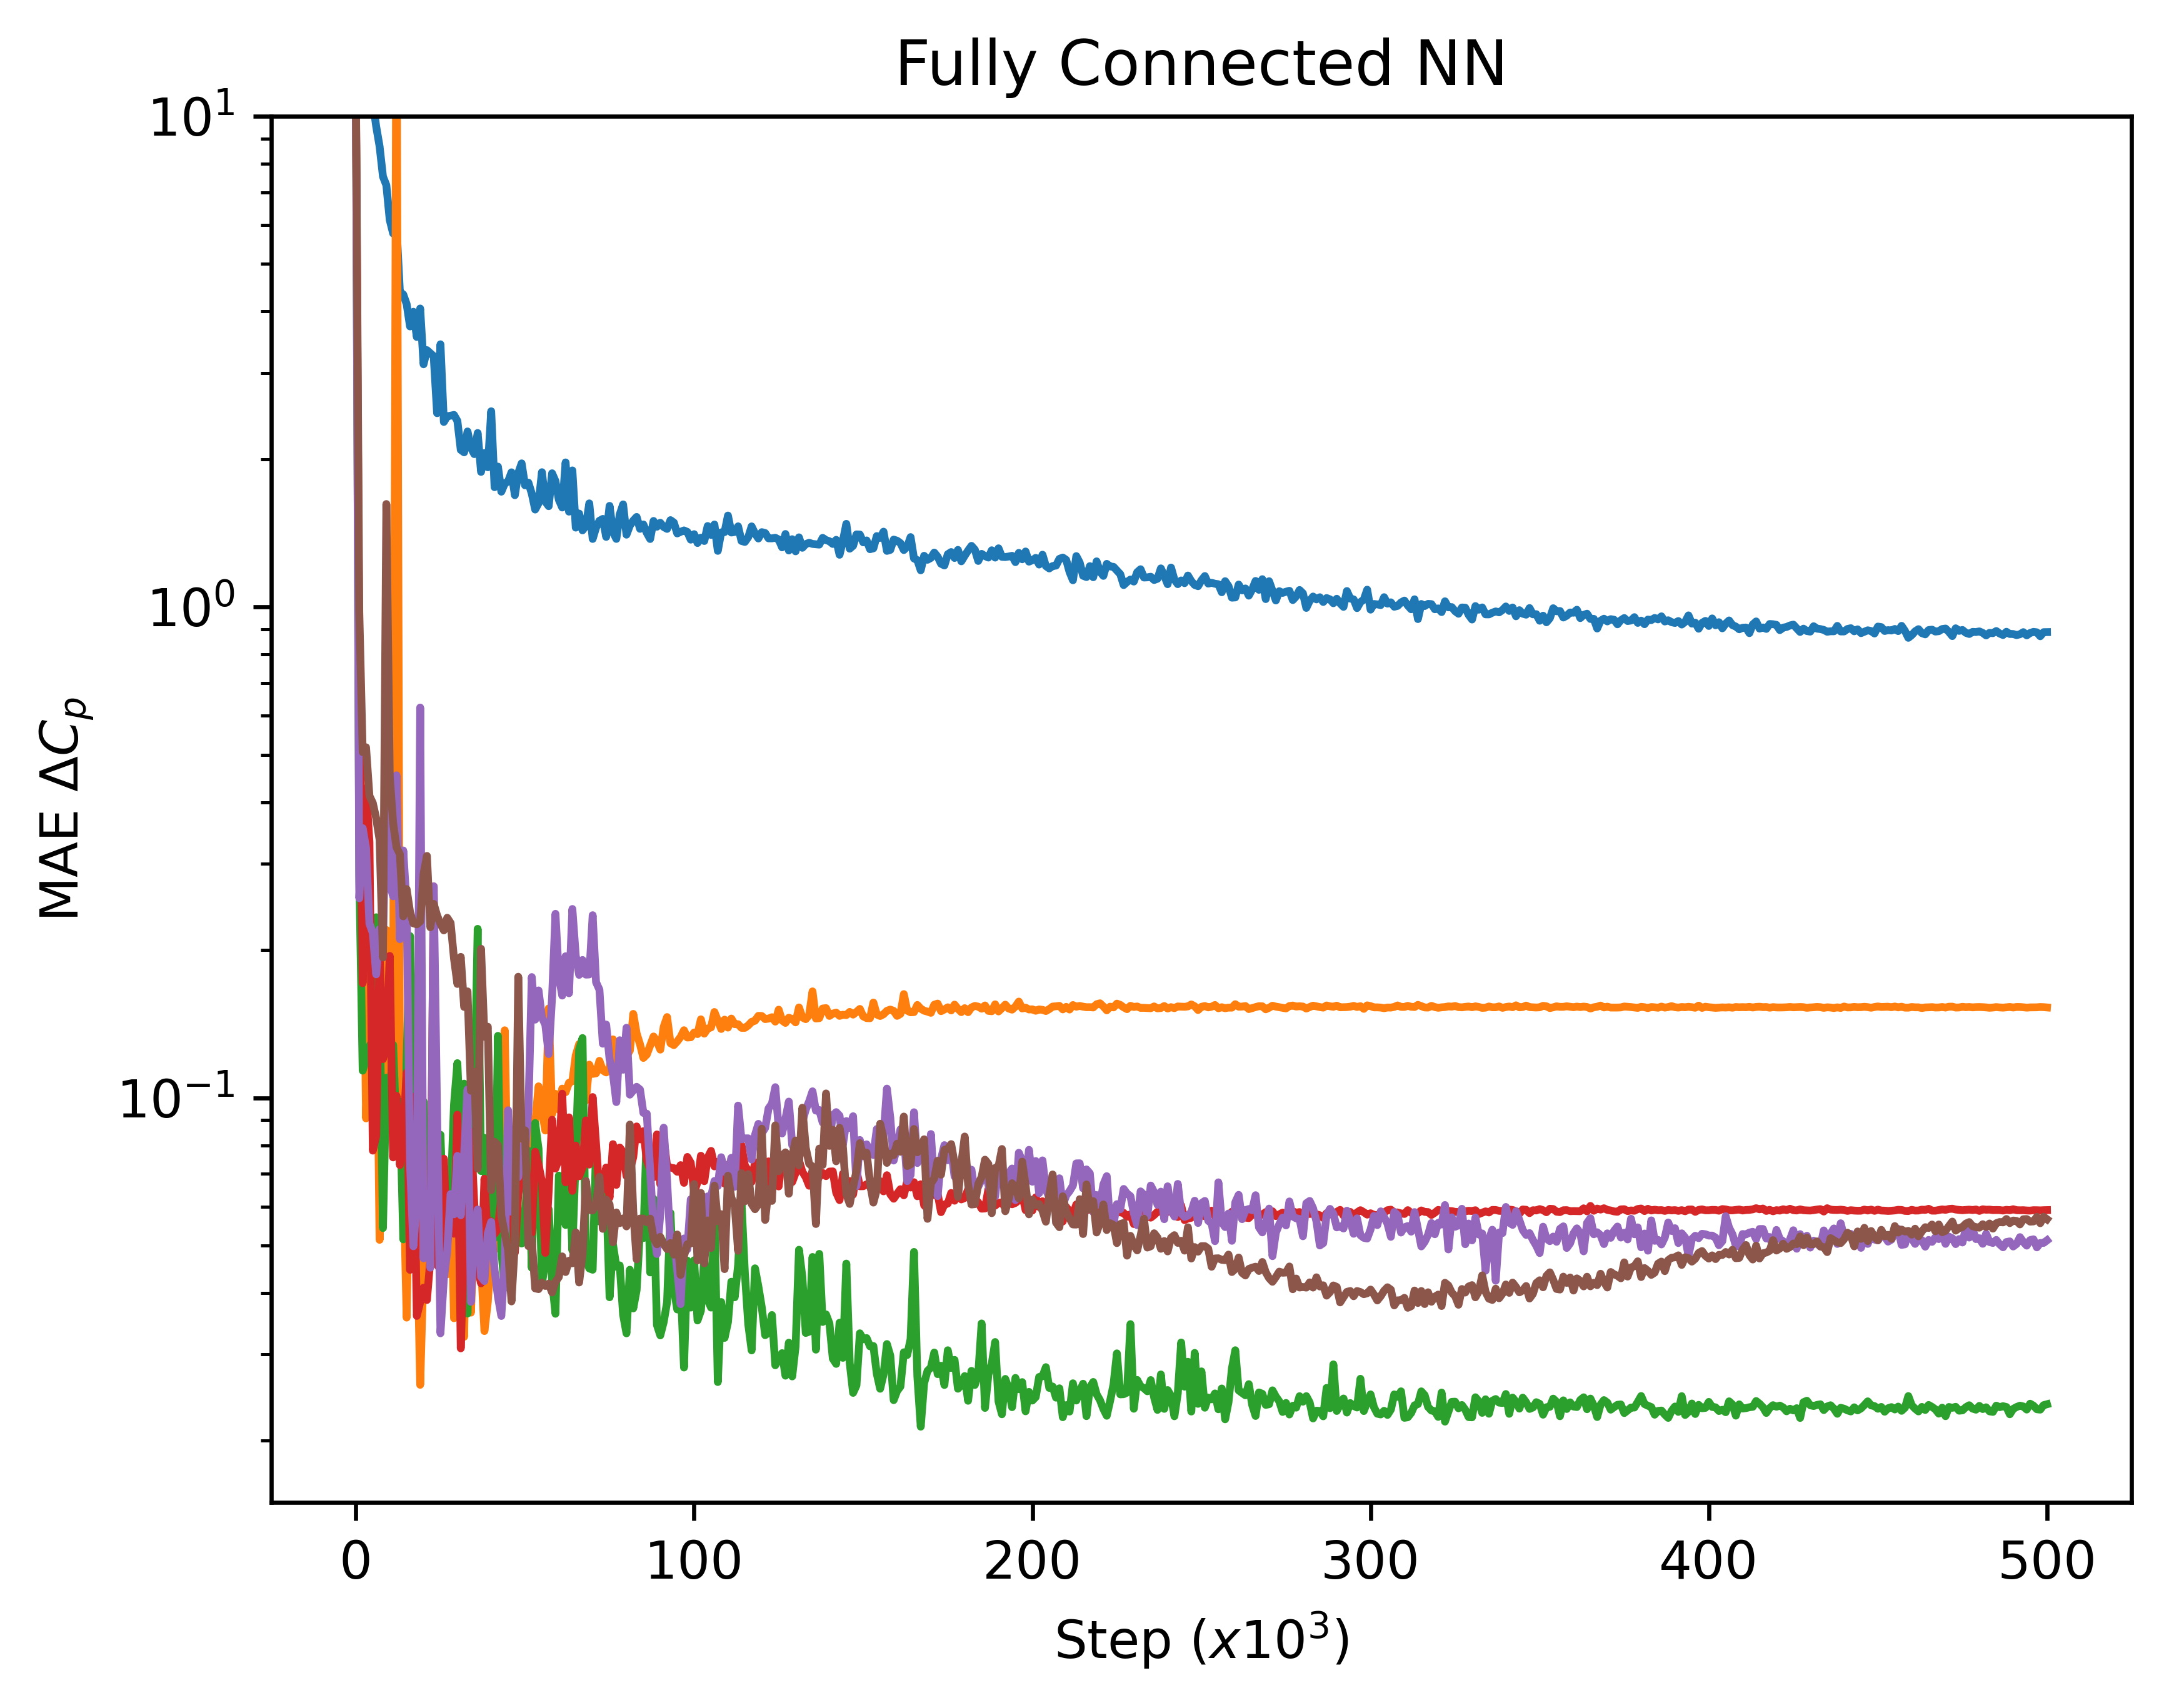 Fully Connected NN
10¹
10⁰
10⁻¹
MAE ΔCₚ
0 100 200 300 400 500
Step (x10³)